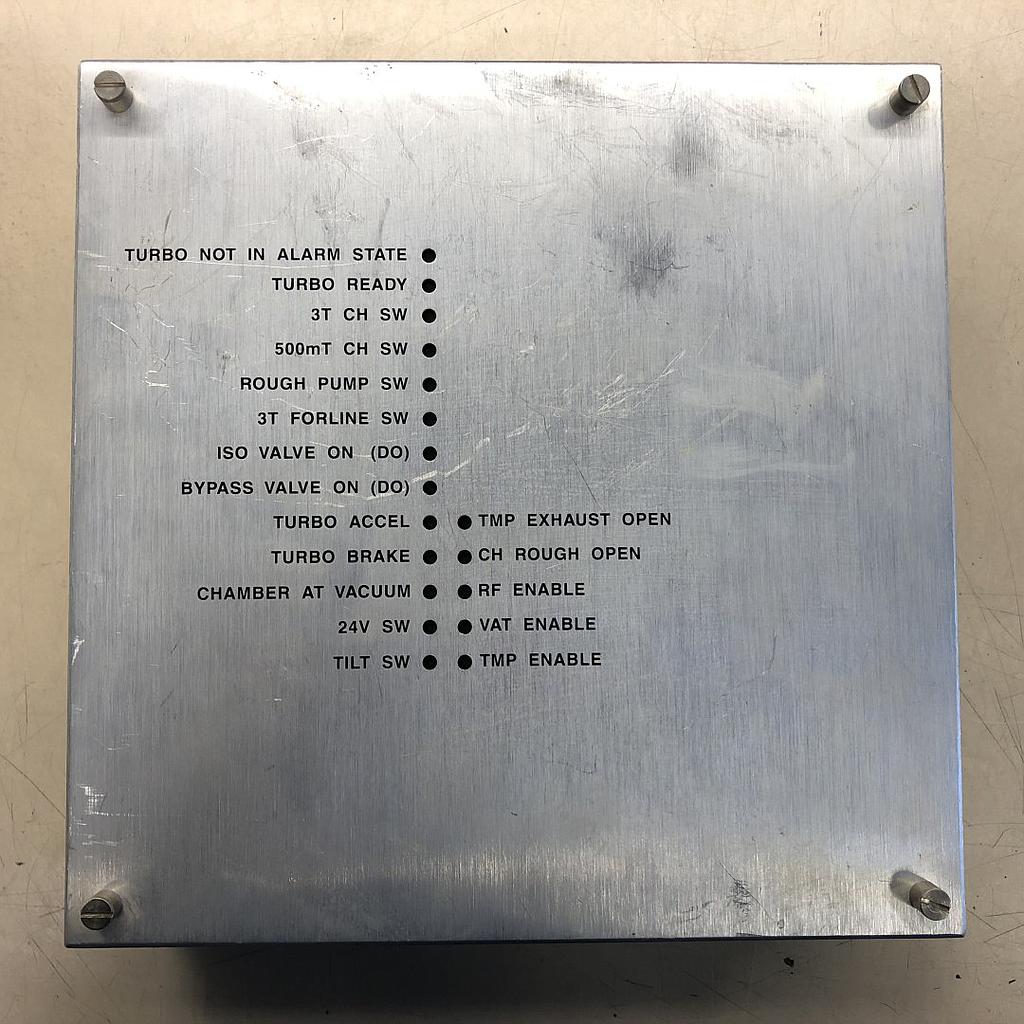 TURBO NOT IN ALARM STATE
TURBO READY
3T CH SW
500mT CH SW
ROUGH PUMP SW
3T FORLINE SW
ISO VALVE ON (DO)
BYPASS VALVE ON (DO)
TURBO ACCEL TMP EXHAUST OPEN
TURBO BRAKE CH ROUGH OPEN
CHAMBER AT VACUUM RF ENABLE
24V SW VAT ENABLE
TILT SW TMP ENABLE